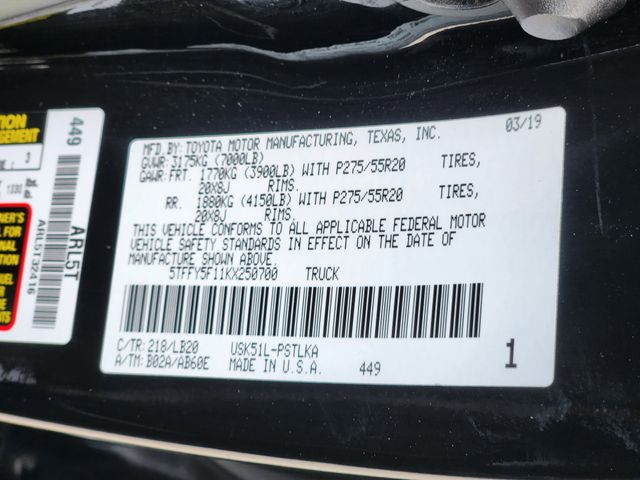 MFD.BY:TOYOTA MOTOR MANUFACTURING, TEXAS, INC. 03/19
GVWR:3175KG (7000LB)
GAWR:FRT. 1770KG (3900LB) WITH P275/55R20 TIRES,
20X8J RIMS.
RR. 1880KG (4150LB) WITH P275/55R20 TIRES,
20X8J RIMS.
THIS VEHICLE CONFORMS TO ALL APPLICABLE FEDERAL MOTOR
VEHICLE SAFETY STANDARDS IN EFFECT ON THE DATE OF
MANUFACTURE SHOWN ABOVE.
5TFFY5F11KX250700 TRUCK
C/TR:218/LB20 USK51L-PSTLKA
A/TM:B02A/AB60E MADE IN U.S.A. 449
1
449
ARL5T
ARL5T32416
3